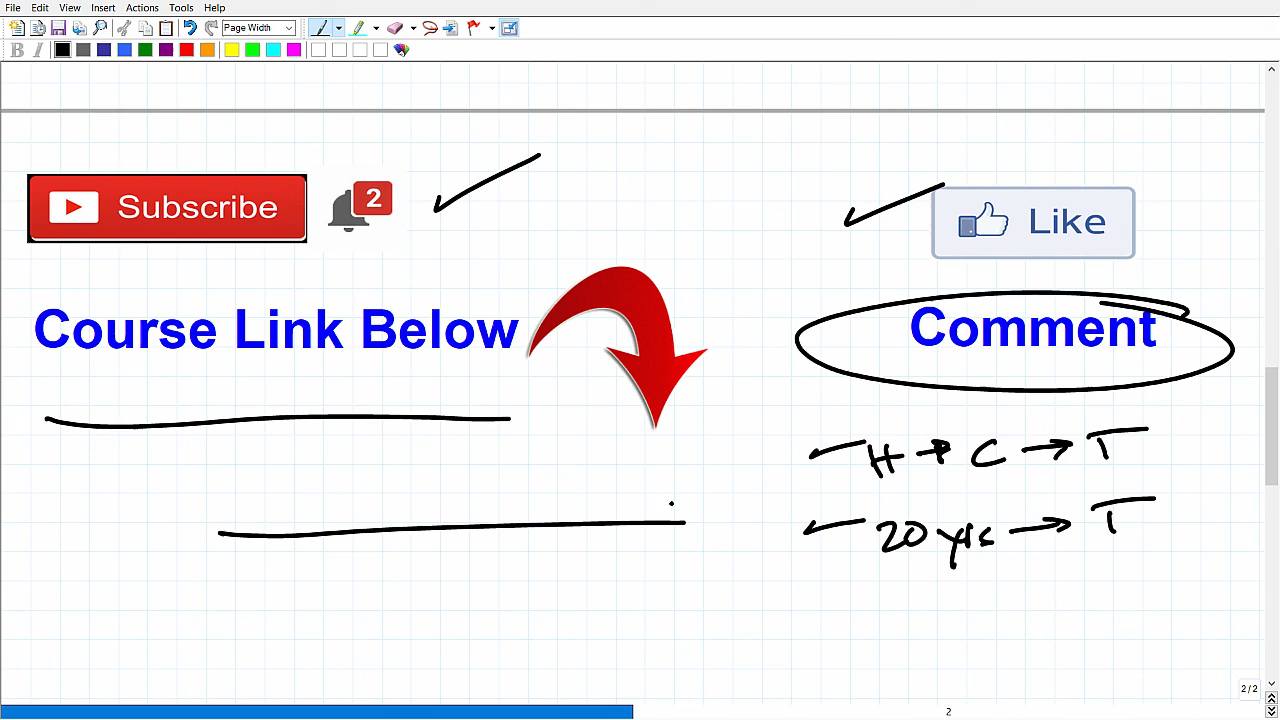 File Edit View Insert Actions Tools Help
Page Width
B I
Subscribe 2
Like
Course Link Below
Comment
H → C → T
20 yrs → T
2/2
2